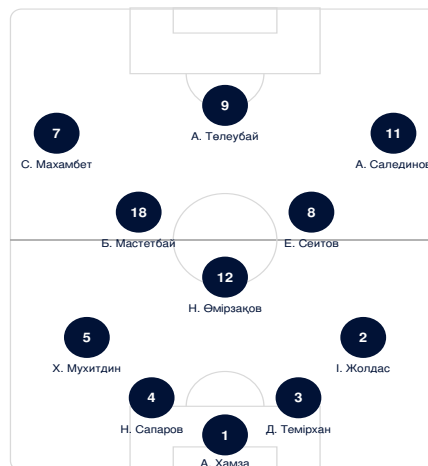 9
А. Төлеубай
7
С. Махамбет
11
А. Салединов
18
Б. Мастетбай
8
Е. Сеитов
12
Н. Өмірзақов
5
Х. Мухитдин
2
І. Жолдас
4
Н. Сапаров
3
Д. Темірхан
1
А. Хамза